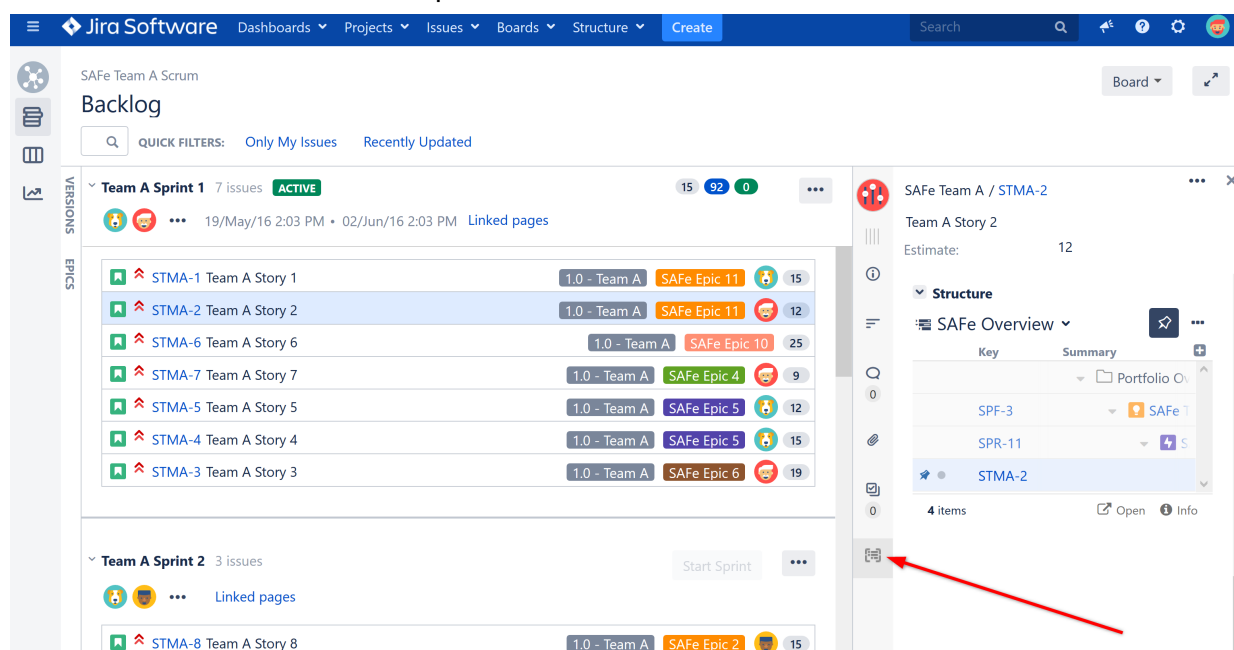 Jira Software Dashboards Projects Issues Boards Structure Create Search
SAFe Team A Scrum
Board
Backlog
QUICK FILTERS: Only My Issues Recently Updated
VERSIONS
EPICS
Team A Sprint 1 7 issues ACTIVE 15 92 0
19/May/16 2:03 PM • 02/Jun/16 2:03 PM Linked pages
STMA-1 Team A Story 1 1.0 - Team A SAFe Epic 11 15
STMA-2 Team A Story 2 1.0 - Team A SAFe Epic 11 12
STMA-6 Team A Story 6 1.0 - Team A SAFe Epic 10 25
STMA-7 Team A Story 7 1.0 - Team A SAFe Epic 4 9
STMA-5 Team A Story 5 1.0 - Team A SAFe Epic 5 12
STMA-4 Team A Story 4 1.0 - Team A SAFe Epic 5 15
STMA-3 Team A Story 3 1.0 - Team A SAFe Epic 6 19
Team A Sprint 2 3 issues Start Sprint
Linked pages
STMA-8 Team A Story 8 1.0 - Team A SAFe Epic 2 15
0
0
SAFe Team A / STMA-2
Team A Story 2
Estimate: 12
Structure
SAFe Overview
Key Summary
Portfolio Ov
SPF-3 SAFe T
SPR-11 S
STMA-2
4 items Open Info